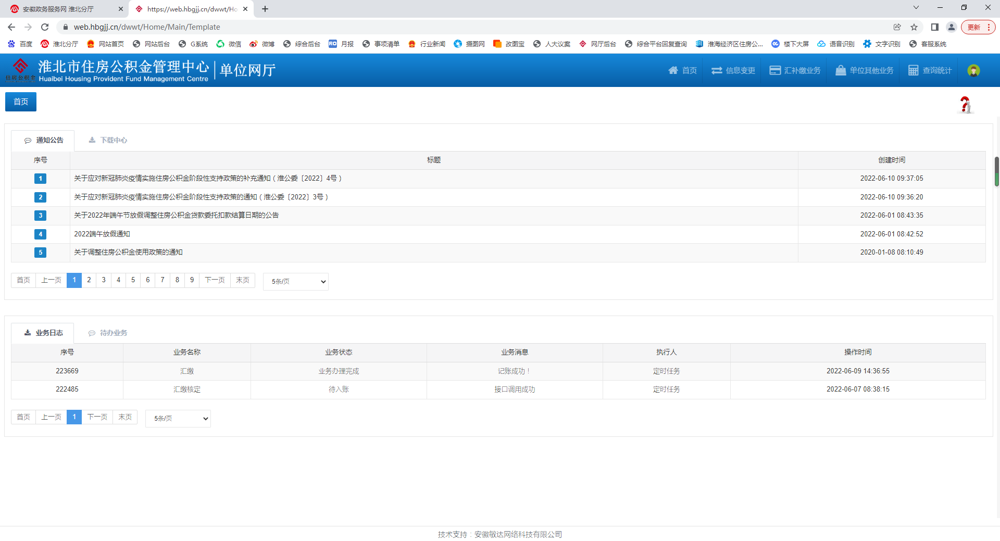 安徽政务服务网 淮北分厅
https://web.hbgjj.cn/dwwt/Ho
web.hbgjj.cn/dwwt/Home/Main/Template
更新
百度 淮北分厅 网站首页 网站后台 G系统 微信 微博 综合后台 月报 事项清单 行业新闻 摄图网 改图宝 人大议案 网厅后台 综合平台回复查询 淮海经济区住房公... 楼下大屏 语音识别 文字识别 客服系统
淮北市住房公积金管理中心 单位网厅
住房公积金 Huaibei Housing Provident Fund Management Centre
首页 信息变更 汇补缴业务 单位其他业务 查询统计
首页
通知公告 下载中心
序号 标题 创建时间
1 关于应对新冠肺炎疫情实施住房公积金阶段性支持政策的补充通知（淮公委〔2022〕4号） 2022-06-10 09:37:05
2 关于应对新冠肺炎疫情实施住房公积金阶段性支持政策的通知（淮公委〔2022〕3号） 2022-06-10 09:36:20
3 关于2022年端午节放假调整住房公积金贷款委托扣款结算日期的公告 2022-06-01 08:43:35
4 2022端午放假通知 2022-06-01 08:42:52
5 关于调整住房公积金使用政策的通知 2020-01-08 08:10:49
首页 上一页 1 2 3 4 5 6 7 8 9 下一页 末页 5条/页
业务日志 待办业务
序号 业务名称 业务状态 业务消息 执行人 操作时间
223669 汇缴 业务办理完成 记账成功！ 定时任务 2022-06-09 14:36:55
222485 汇缴核定 待入账 接口调用成功 定时任务 2022-06-07 08:38:15
首页 上一页 1 下一页 末页 5条/页
技术支持：安徽敏达网络科技有限公司